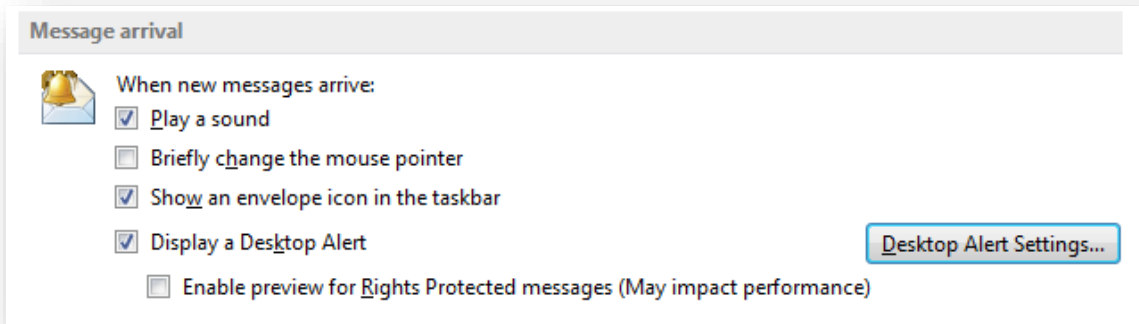 Message arrival
When new messages arrive:
Play a sound
Briefly change the mouse pointer
Show an envelope icon in the taskbar
Display a Desktop Alert
Desktop Alert Settings...
Enable preview for Rights Protected messages (May impact performance)